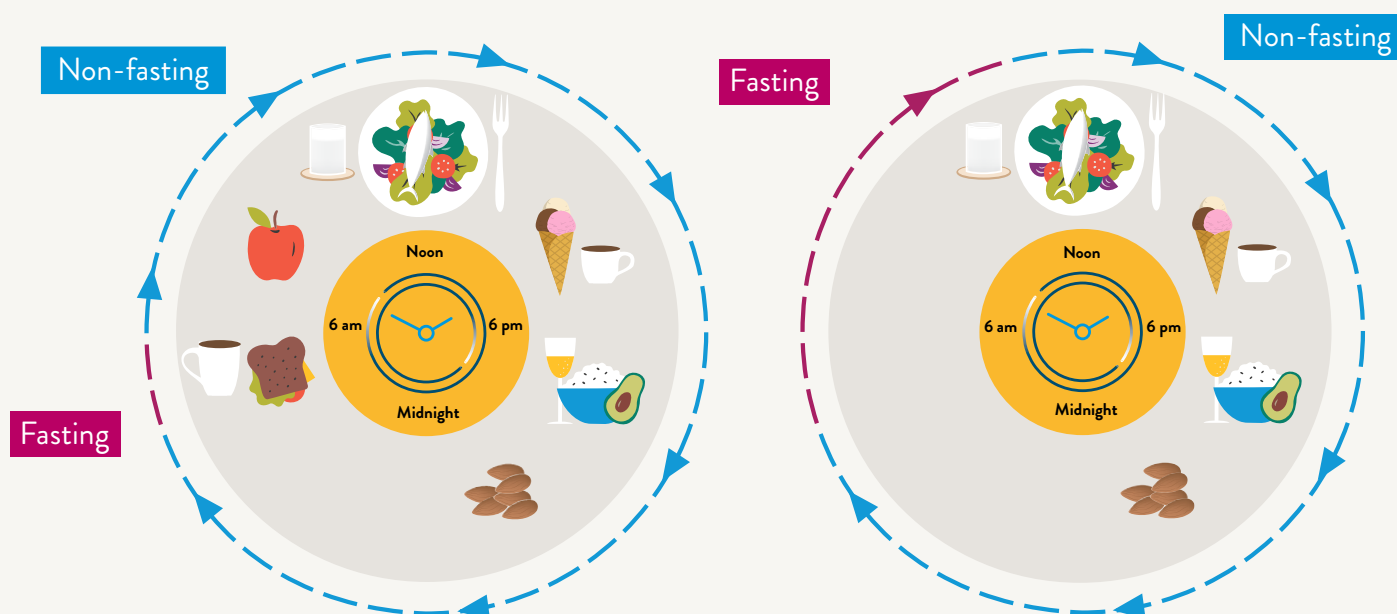 Non-fasting
Fasting
Noon
6 am
6 pm
Midnight
Fasting
Non-fasting
Noon
6 am
6 pm
Midnight